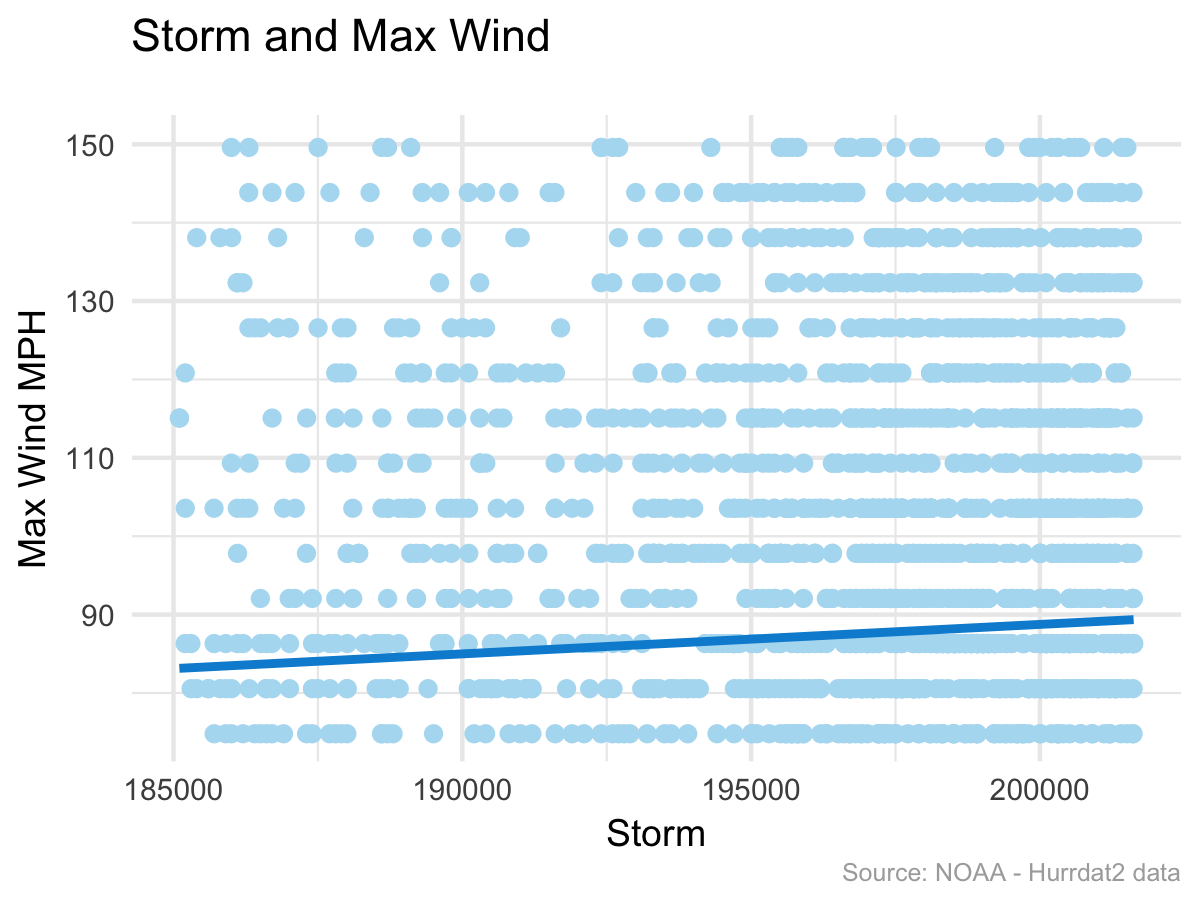 Storm and Max Wind
150
130
110
90
Max Wind MPH
185000
190000
195000
200000
Storm
Source: NOAA - Hurrdat2 data